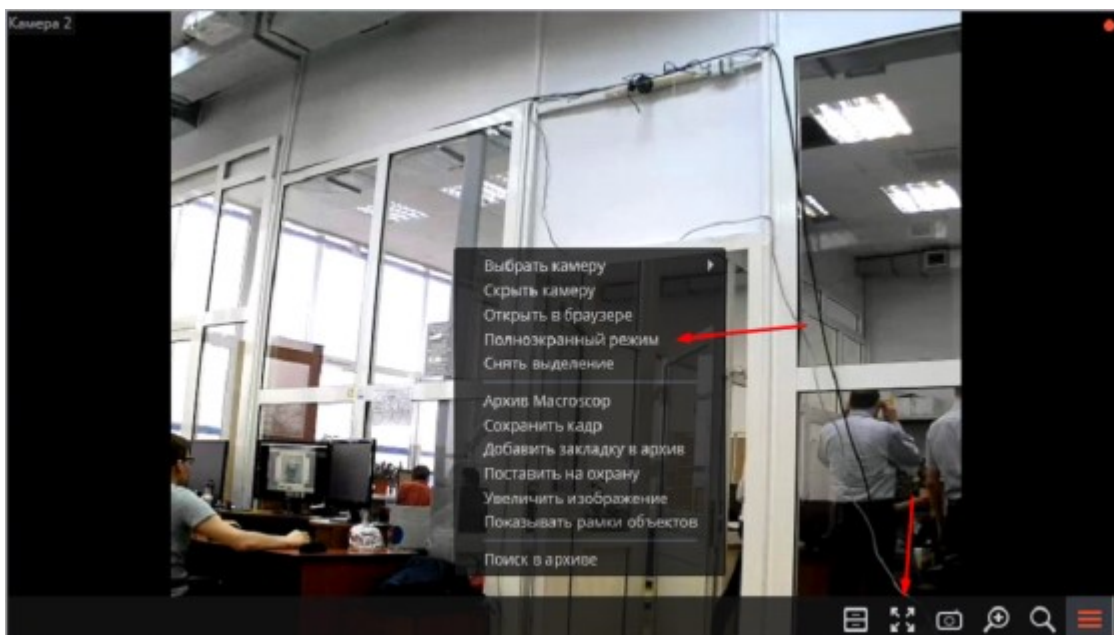 Камера 2
Выбрать камеру
Скрыть камеру
Открыть в браузере
Полноэкранный режим
Снять выделение
Архив Macroscop
Сохранить кадр
Добавить закладку в архив
Поставить на охрану
Увеличить изображение
Показывать рамки объектов
Поиск в архиве